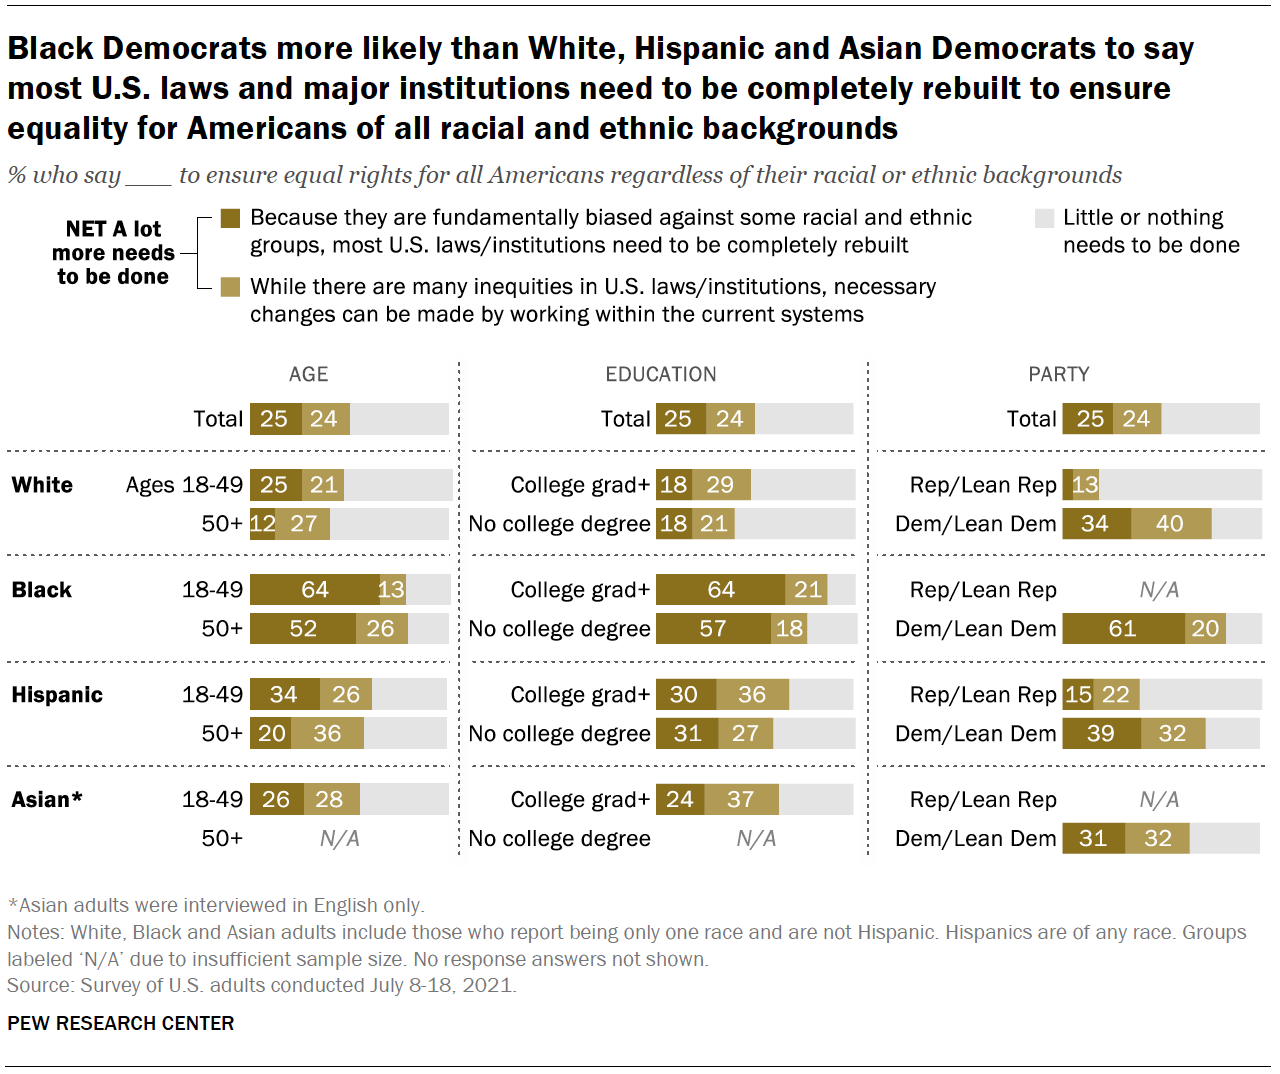 Black Democrats more likely than White, Hispanic and Asian Democrats to say
most U.S. laws and major institutions need to be completely rebuilt to ensure
equality for Americans of all racial and ethnic backgrounds
% who say ___ to ensure equal rights for all Americans regardless of their racial or ethnic backgrounds
NET A lot
more needs
to be done
Because they are fundamentally biased against some racial and ethnic
groups, most U.S. laws/institutions need to be completely rebuilt
While there are many inequities in U.S. laws/institutions, necessary
changes can be made by working within the current systems
Little or nothing
needs to be done
AGE EDUCATION PARTY
Total 25 24 Total 25 24 Total 25 24
White Ages 18-49 25 21 College grad+ 18 29 Rep/Lean Rep 13
50+ 12 27 No college degree 18 21 Dem/Lean Dem 34 40
Black 18-49 64 13 College grad+ 64 21 Rep/Lean Rep N/A
50+ 52 26 No college degree 57 18 Dem/Lean Dem 61 20
Hispanic 18-49 34 26 College grad+ 30 36 Rep/Lean Rep 15 22
50+ 20 36 No college degree 31 27 Dem/Lean Dem 39 32
Asian* 18-49 26 28 College grad+ 24 37 Rep/Lean Rep N/A
50+ N/A No college degree N/A Dem/Lean Dem 31 32
*Asian adults were interviewed in English only.
Notes: White, Black and Asian adults include those who report being only one race and are not Hispanic. Hispanics are of any race. Groups
labeled ‘N/A’ due to insufficient sample size. No response answers not shown.
Source: Survey of U.S. adults conducted July 8-18, 2021.
PEW RESEARCH CENTER